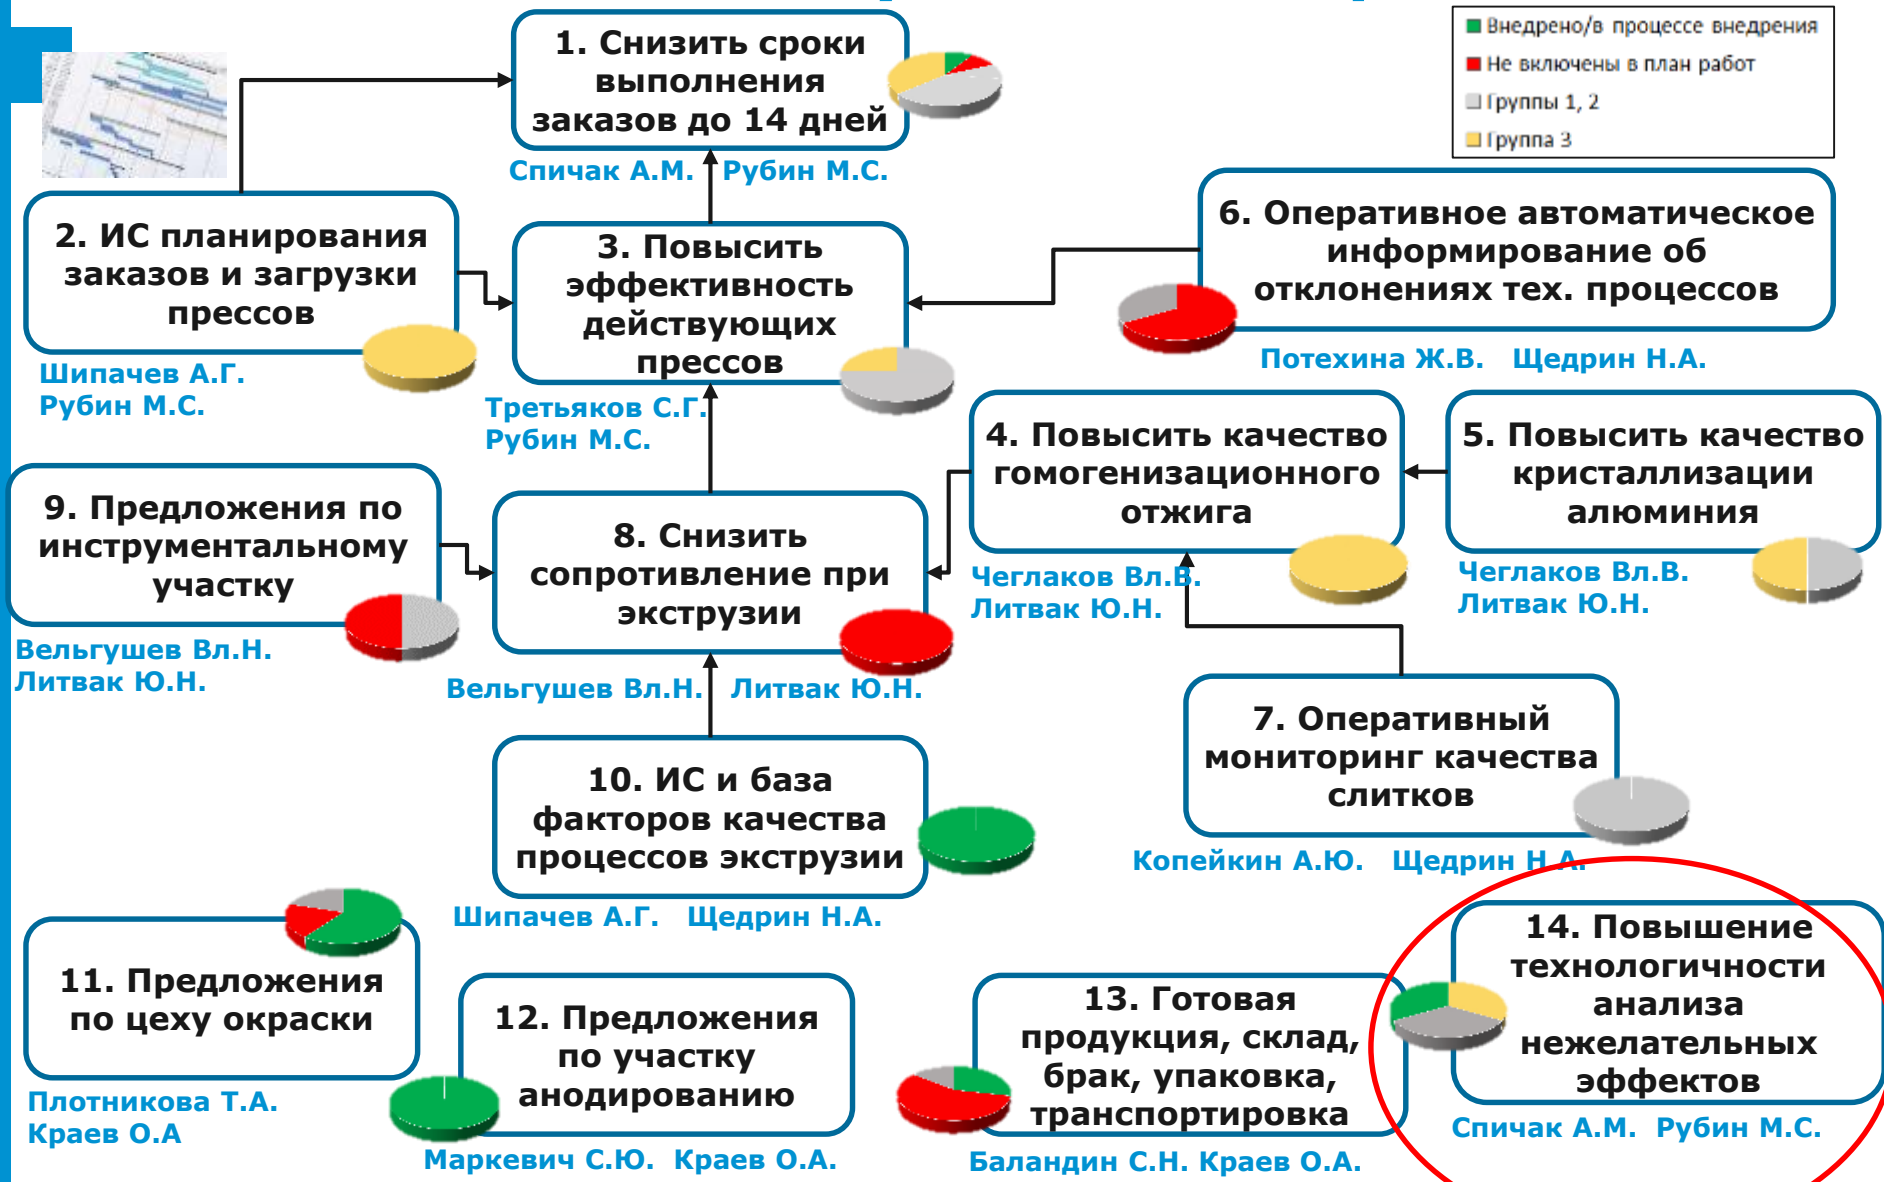 1. Снизить сроки
выполнения
заказов до 14 дней
Спичак А.М. Рубин М.С.
Внедрено/в процессе внедрения
Не включены в план работ
Группы 1, 2
Группа 3
2. ИС планирования
заказов и загрузки
прессов
Шипачев А.Г.
Рубин М.С.
3. Повысить
эффективность
действующих
прессов
Третьяков С.Г.
Рубин М.С.
6. Оперативное автоматическое
информирование об
отклонениях тех. процессов
Потехина Ж.В. Щедрин Н.А.
4. Повысить качество
гомогенизационного
отжига
Чеглаков Вл.В.
Литвак Ю.Н.
5. Повысить качество
кристаллизации
алюминия
Чеглаков Вл.В.
Литвак Ю.Н.
9. Предложения по
инструментальному
участку
Вельгушев Вл.Н.
Литвак Ю.Н.
8. Снизить
сопротивление при
экструзии
Вельгушев Вл.Н. Литвак Ю.Н.
7. Оперативный
мониторинг качества
слитков
Копейкин А.Ю. Щедрин Н.А.
10. ИС и база
факторов качества
процессов экструзии
Шипачев А.Г. Щедрин Н.А.
11. Предложения
по цеху окраски
Плотникова Т.А.
Краев О.А
12. Предложения
по участку
анодированию
Маркевич С.Ю. Краев О.А.
13. Готовая
продукция, склад,
брак, упаковка,
транспортировка
Баландин С.Н. Краев О.А.
14. Повышение
технологичности
анализа
нежелательных
эффектов
Спичак А.М. Рубин М.С.